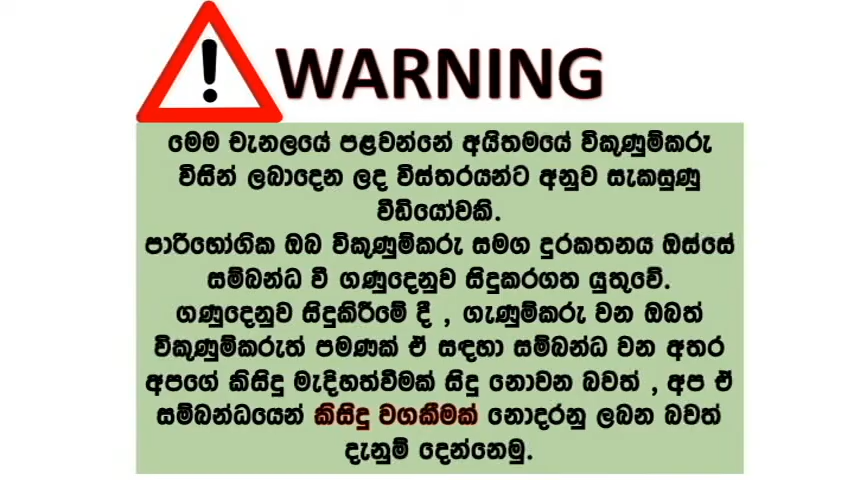 WARNING
මෙම චැනලයේ පළවන්නේ අයිතමයේ විකුණුම්කරු
විසින් ලබාදෙන ලද විස්තරයන්ට අනුව සැකසුණු
වීඩියෝවකි.
පාරිභෝගික ඔබ විකුණුම්කරු සමග දුරකතනය ඔස්සේ
සම්බන්ධ වී ගණුදෙනුව සිදුකරගත යුතුවේ.
ගණුදෙනුව සිදුකිරීමේ දී , ගැණුම්කරු වන ඔබත්
විකුණුම්කරුත් පමණක් ඒ සඳහා සම්බන්ධ වන අතර
අපගේ කිසිදු මැදිහත්වීමක් සිදු නොවන බවත් , අප ඒ
සම්බන්ධයෙන් කිසිදු වගකීමක් නොදරනු ලබන බවත්
දැනුම් දෙන්නෙමු.